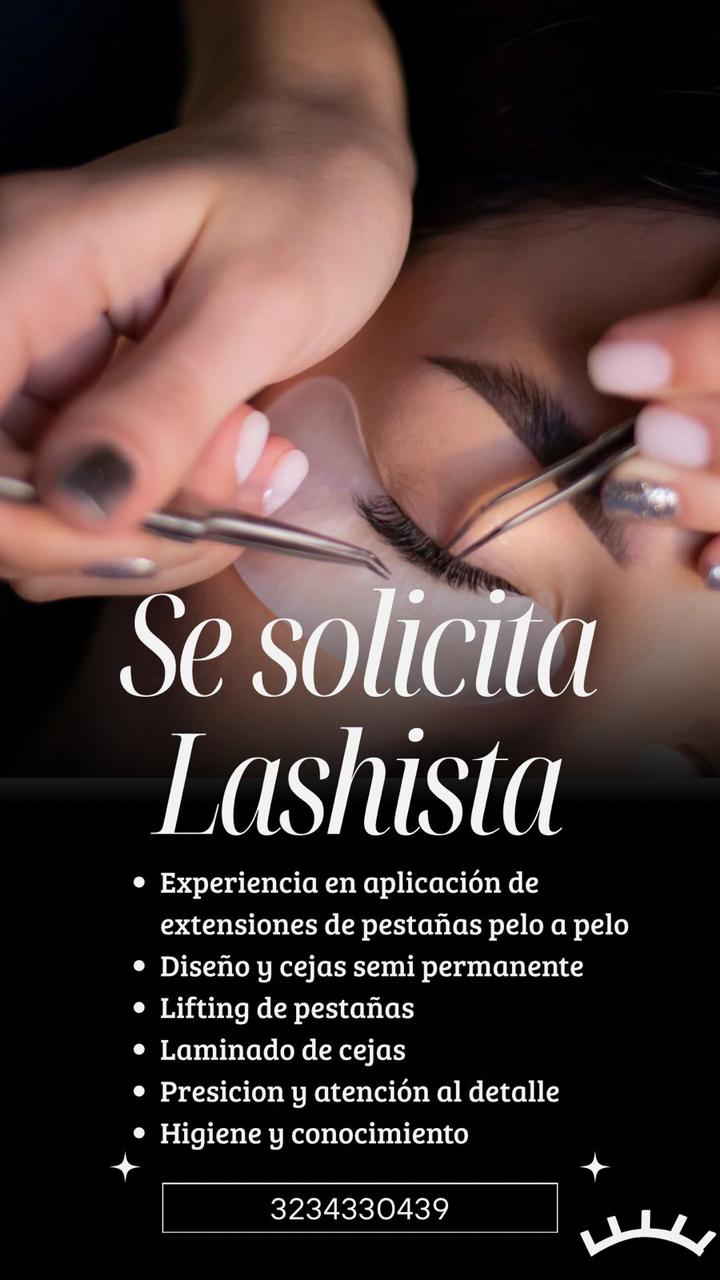 Se solicita
Lashista
• Experiencia en aplicación de
extensiones de pestañas pelo a pelo
• Diseño y cejas semi permanente
• Lifting de pestañas
• Laminado de cejas
• Presicion y atención al detalle
• Higiene y conocimiento
3234330439